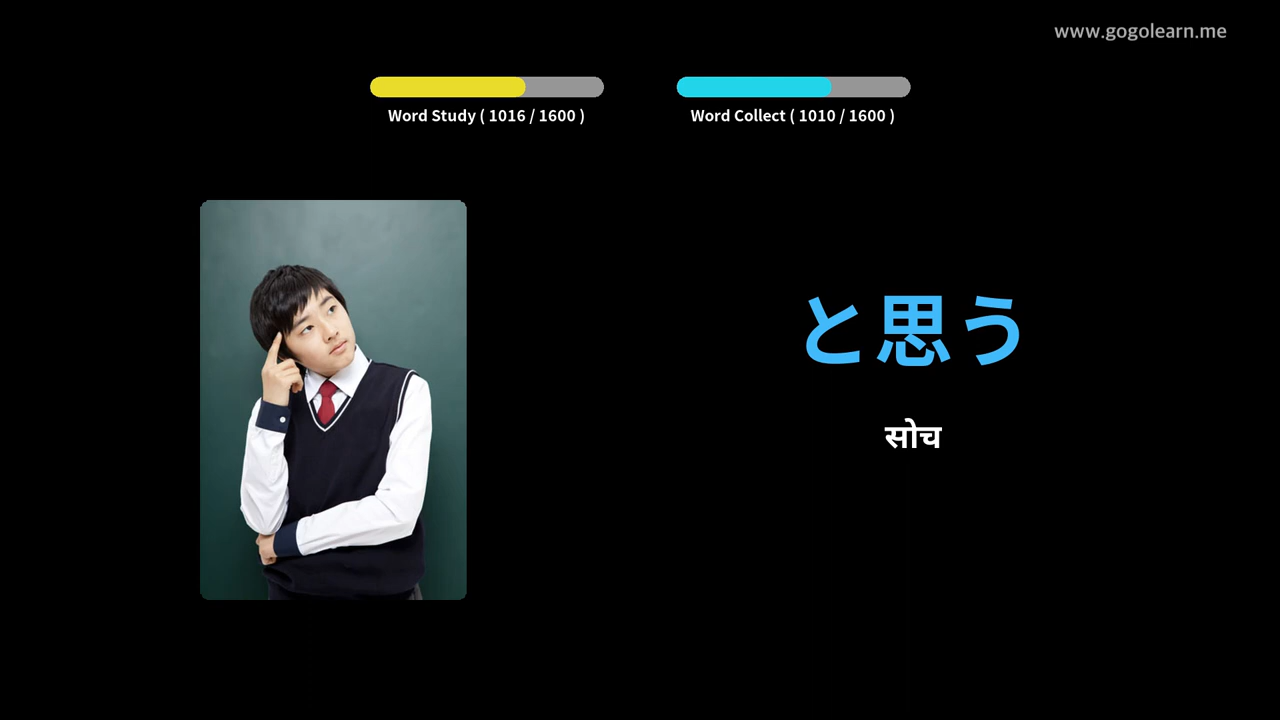 www.gogolearn.me
Word Study ( 1016 / 1600 )
Word Collect ( 1010 / 1600 )
と思う
सोच